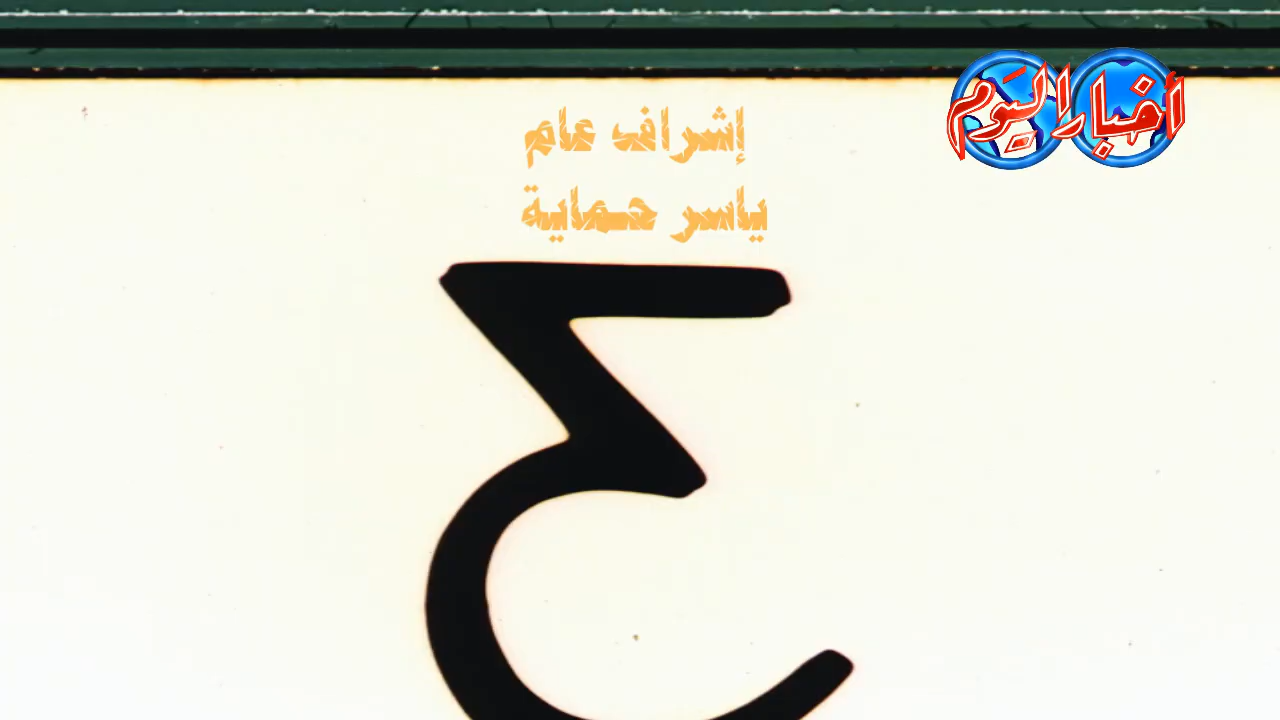 أخبار اليوم
إشراف عام
ياسر حماية
ع